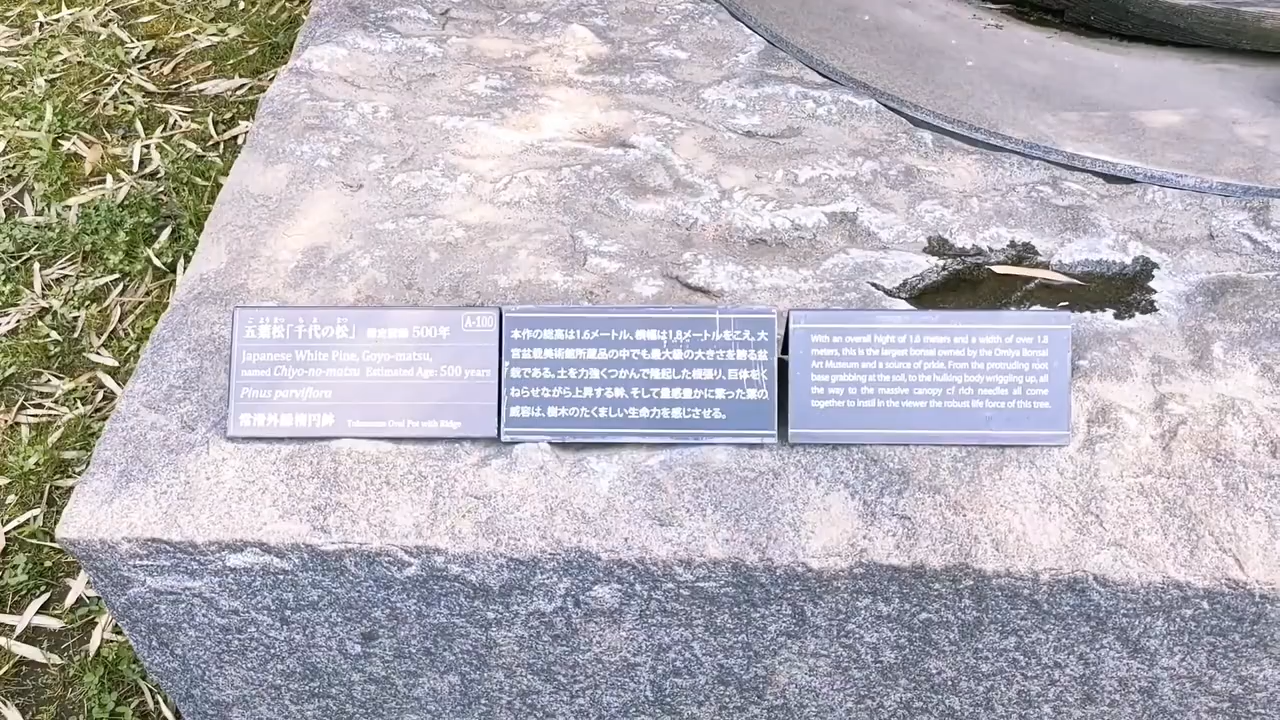 ごようまつ ちよ まつ
五葉松「千代の松」 推定樹齢 500年 A-100
Japanese White Pine, Goyo-matsu,
named Chiyo-no-matsu Estimated Age: 500 years
Pinus parviflora
常滑外縁楕円鉢 Tokoname Oval Pot with Ridge
本作の総高は1.6メートル、横幅は1.8メートルをこえ、大
宮盆栽美術館所蔵品の中でも最大級の大きさを誇る盆
栽である。土を力強くつかんで隆起した根張り、巨体をく
ねらせながら上昇する幹、そして重感豊かに繁った葉の
威容は、樹木のたくましい生命力を感じさせる。
With an overall hight of 1.6 meters and a width of over 1.8
meters, this is the largest bonsai owned by the Omiya Bonsai
Art Museum and a source of pride. From the protruding root
base grabbing at the soil, to the hulking body wriggling up, all
the way to the massive canopy of rich needles all come
together to instill in the viewer the robust life force of this tree.